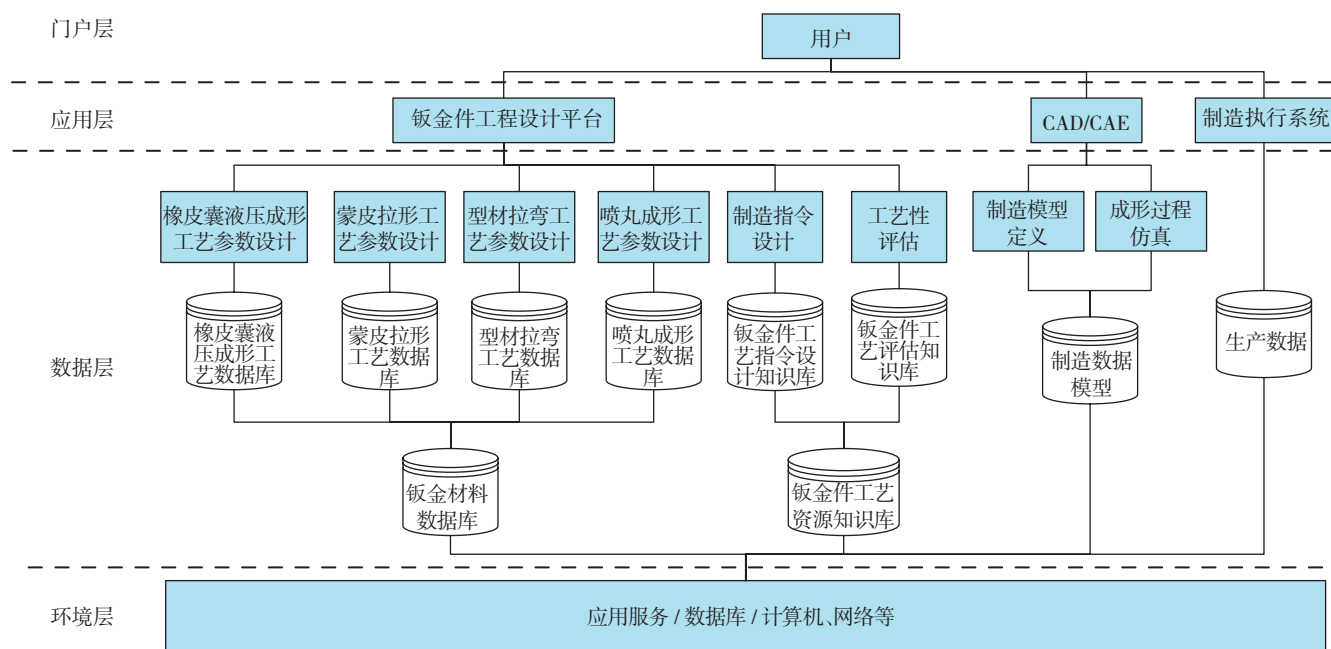 门户层
用户
应用层
钣金件工程设计平台
CAD/CAE
制造执行系统
橡皮囊液压成形
工艺参数设计
蒙皮拉形工
艺参数设计
型材拉弯工
艺参数设计
喷丸成形工
艺参数设计
制造指令
设计
工艺性
评估
制造模型
定义
成形过程
仿真
数据层
橡皮囊液
压成形工
艺数据库
蒙皮拉形
工艺数据
库
型材拉弯
工艺数据
库
喷丸成形
工艺数据
库
钣金件工
艺指令设
计知识库
钣金件工
艺评估知
识库
制造数据
模型
生产数据
钣金材料
数据库
钣金件工艺
资源知识库
环境层
应用服务 / 数据库 / 计算机、网络等